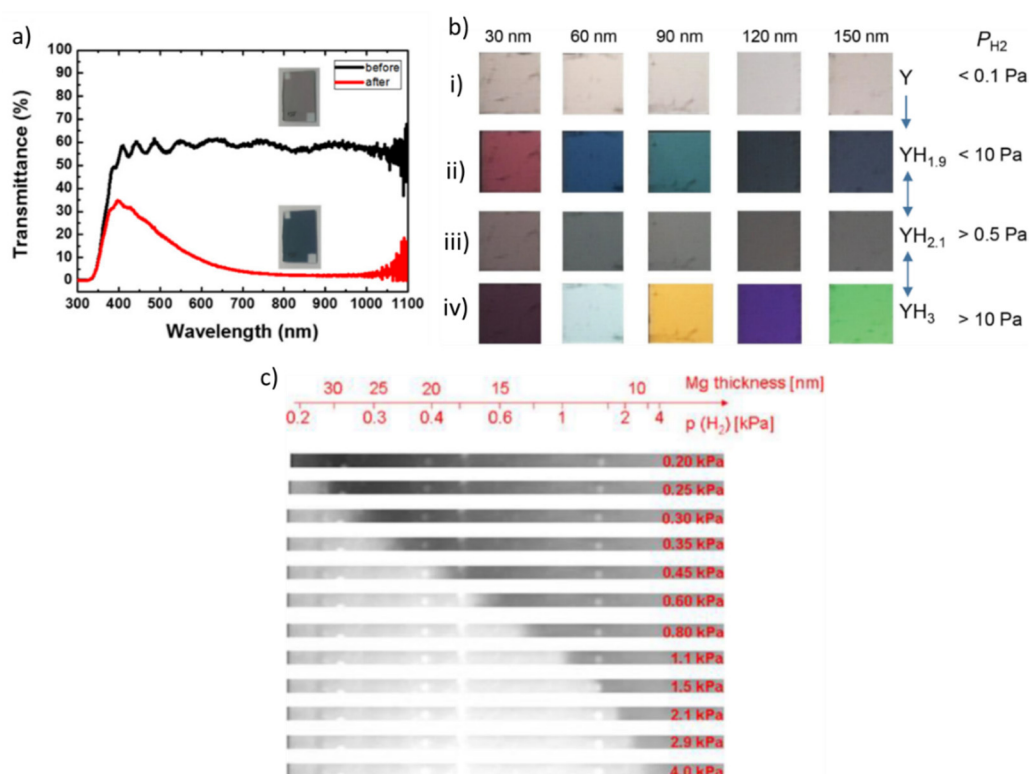 a)
Transmittance (%)
100
90
80
70
60
50
40
30
20
10
0
before
after
300 400 500 600 700 800 900 1000 1100
Wavelength (nm)
b)
30 nm 60 nm 90 nm 120 nm 150 nm P_H2
i) Y < 0.1 Pa
ii) YH1.9 < 10 Pa
iii) YH2.1 > 0.5 Pa
iv) YH3 > 10 Pa
c)
30 25 20 15 10 Mg thickness [nm]
0.2 0.3 0.4 0.6 1 2 4 p (H2) [kPa]
0.20 kPa
0.25 kPa
0.30 kPa
0.35 kPa
0.45 kPa
0.60 kPa
0.80 kPa
1.1 kPa
1.5 kPa
2.1 kPa
2.9 kPa
4.0 kPa